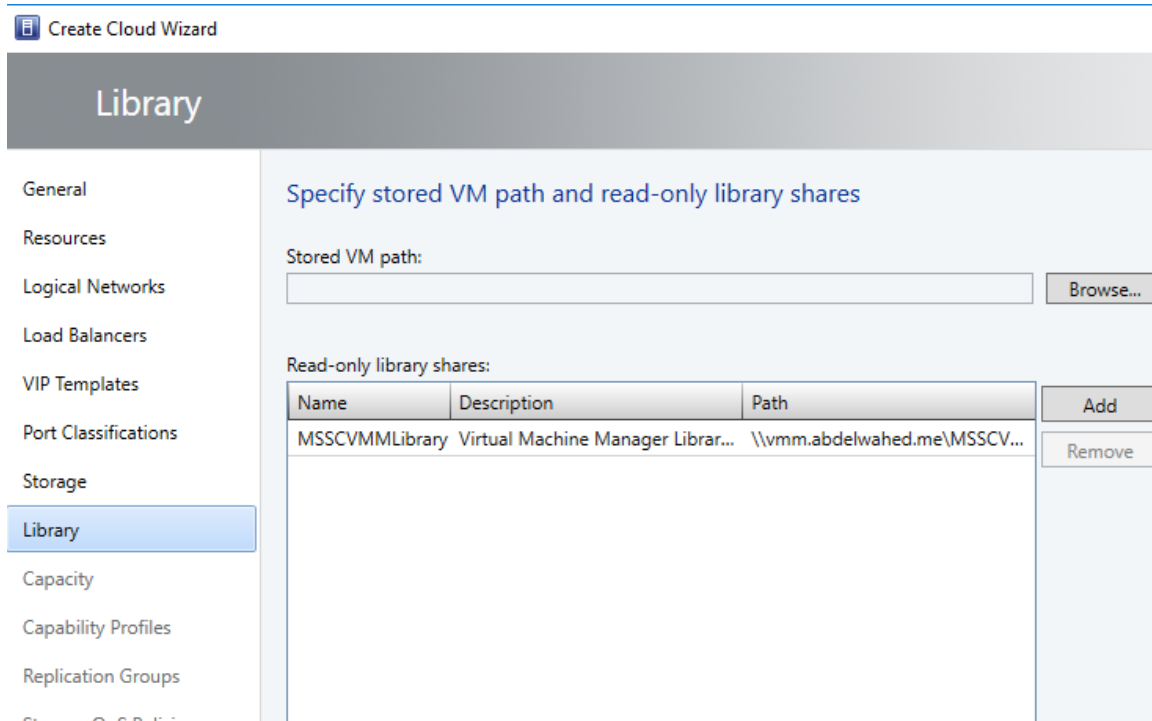 Create Cloud Wizard
Library
General
Resources
Logical Networks
Load Balancers
VIP Templates
Port Classifications
Storage
Library
Capacity
Capability Profiles
Replication Groups
Specify stored VM path and read-only library shares
Stored VM path:
Browse...
Read-only library shares:
Name Description Path
MSSCVMMLibrary Virtual Machine Manager Librar... \\vmm.abdelwahed.me\MSSCV...
Add
Remove